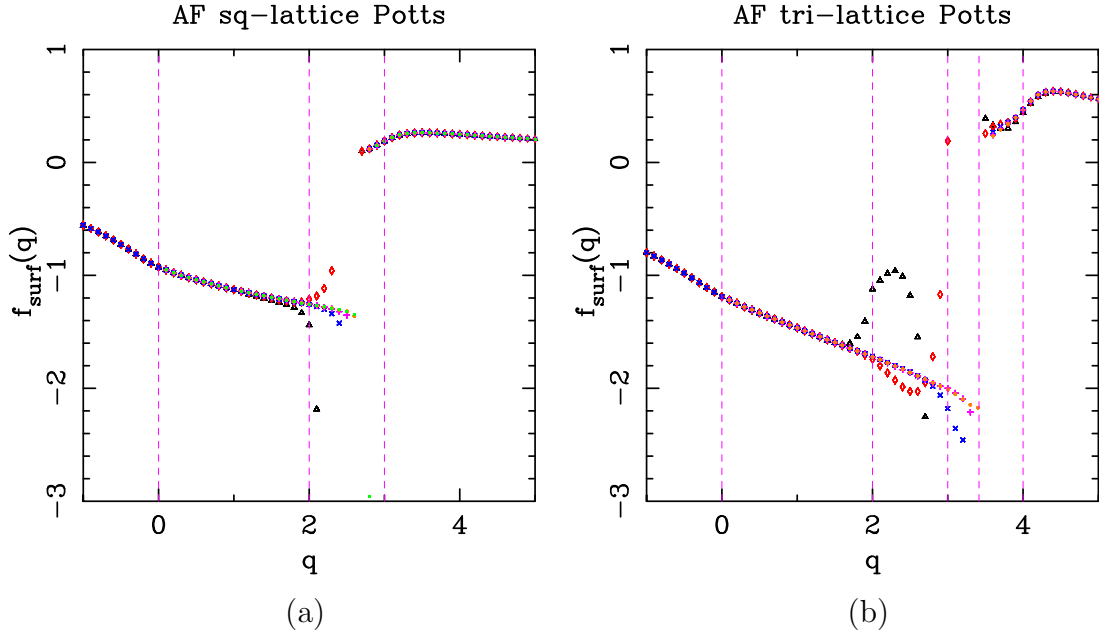 AF sq-lattice Potts
1
0
-1
-2
-3
f_surf(q)
0
2
4
q
(a)
AF tri-lattice Potts
1
0
-1
-2
-3
f_surf(q)
0
2
4
q
(b)